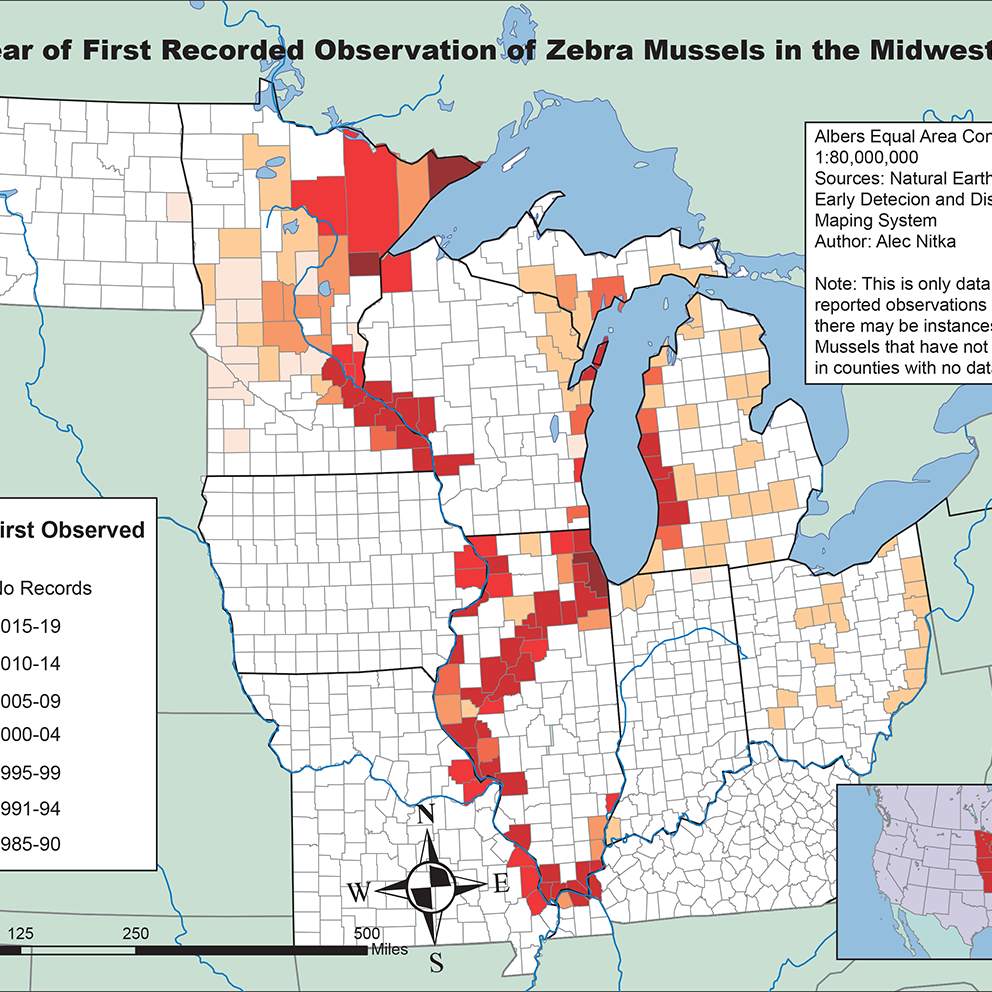 ear of First Recorded Observation of Zebra Mussels in the Midwest
Albers Equal Area Con
1:80,000,000
Sources: Natural Earth
Early Detecion and Dis
Maping System
Author: Alec Nitka
Note: This is only data
reported observations
there may be instances
Mussels that have not
in counties with no data
irst Observed
No Records
015-19
010-14
005-09
000-04
995-99
991-94
985-90
N
W
E
S
125 250 500
Miles